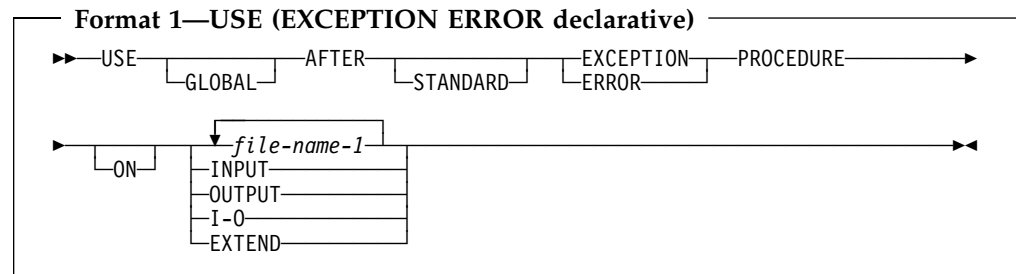 Format 1—USE (EXCEPTION ERROR declarative)
USE GLOBAL AFTER STANDARD EXCEPTION PROCEDURE
ERROR
ON file-name-1
INPUT
OUTPUT
I-O
EXTEND